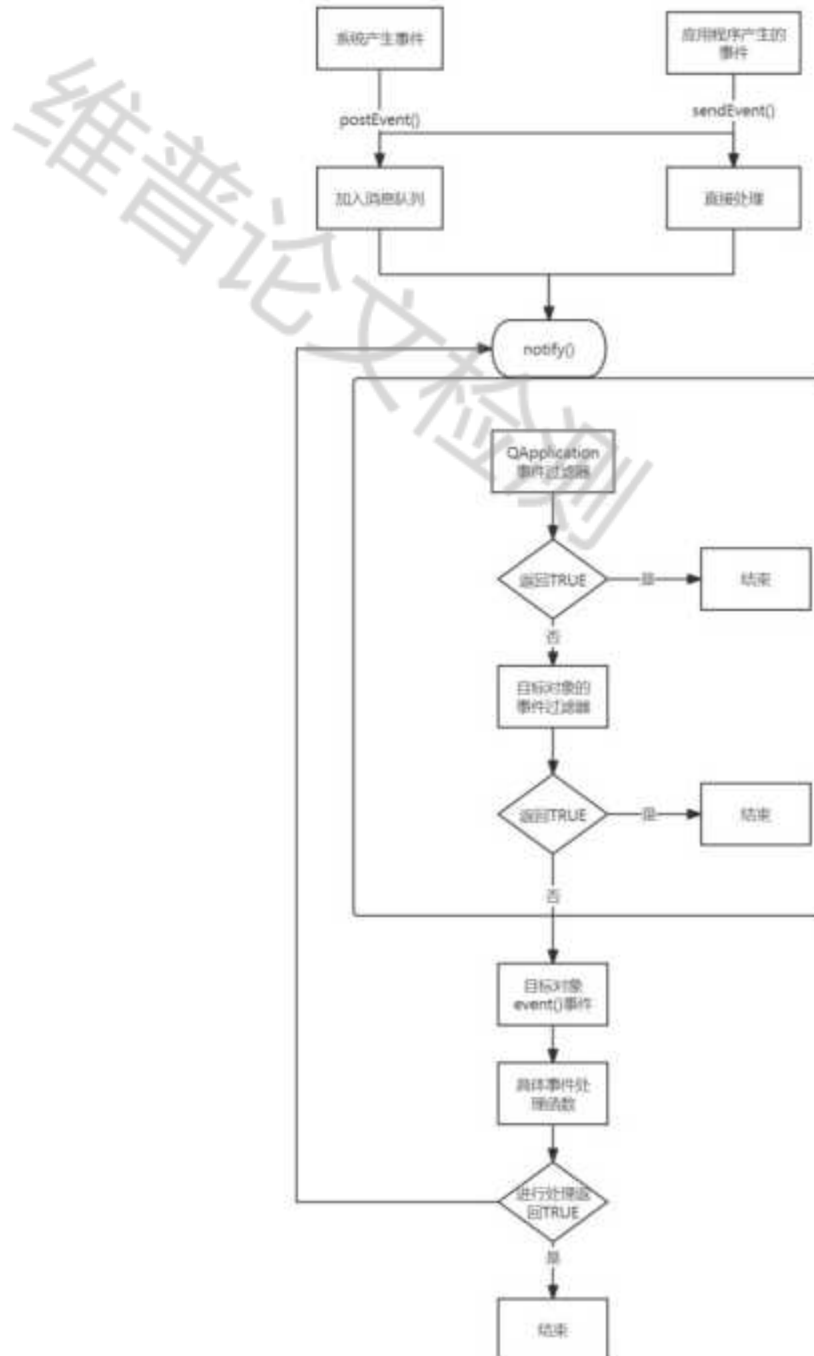 系统产生事件
应用程序产生的
事件
postEvent()
sendEvent()
加入消息队列
直接处理
notify()
QApplication
事件过滤器
返回TRUE
是
结束
否
目标对象的
事件过滤器
返回TRUE
是
结束
否
目标对象
event()事件
具体事件处
理函数
进行处理返
回TRUE
是
结束
维普论文检测